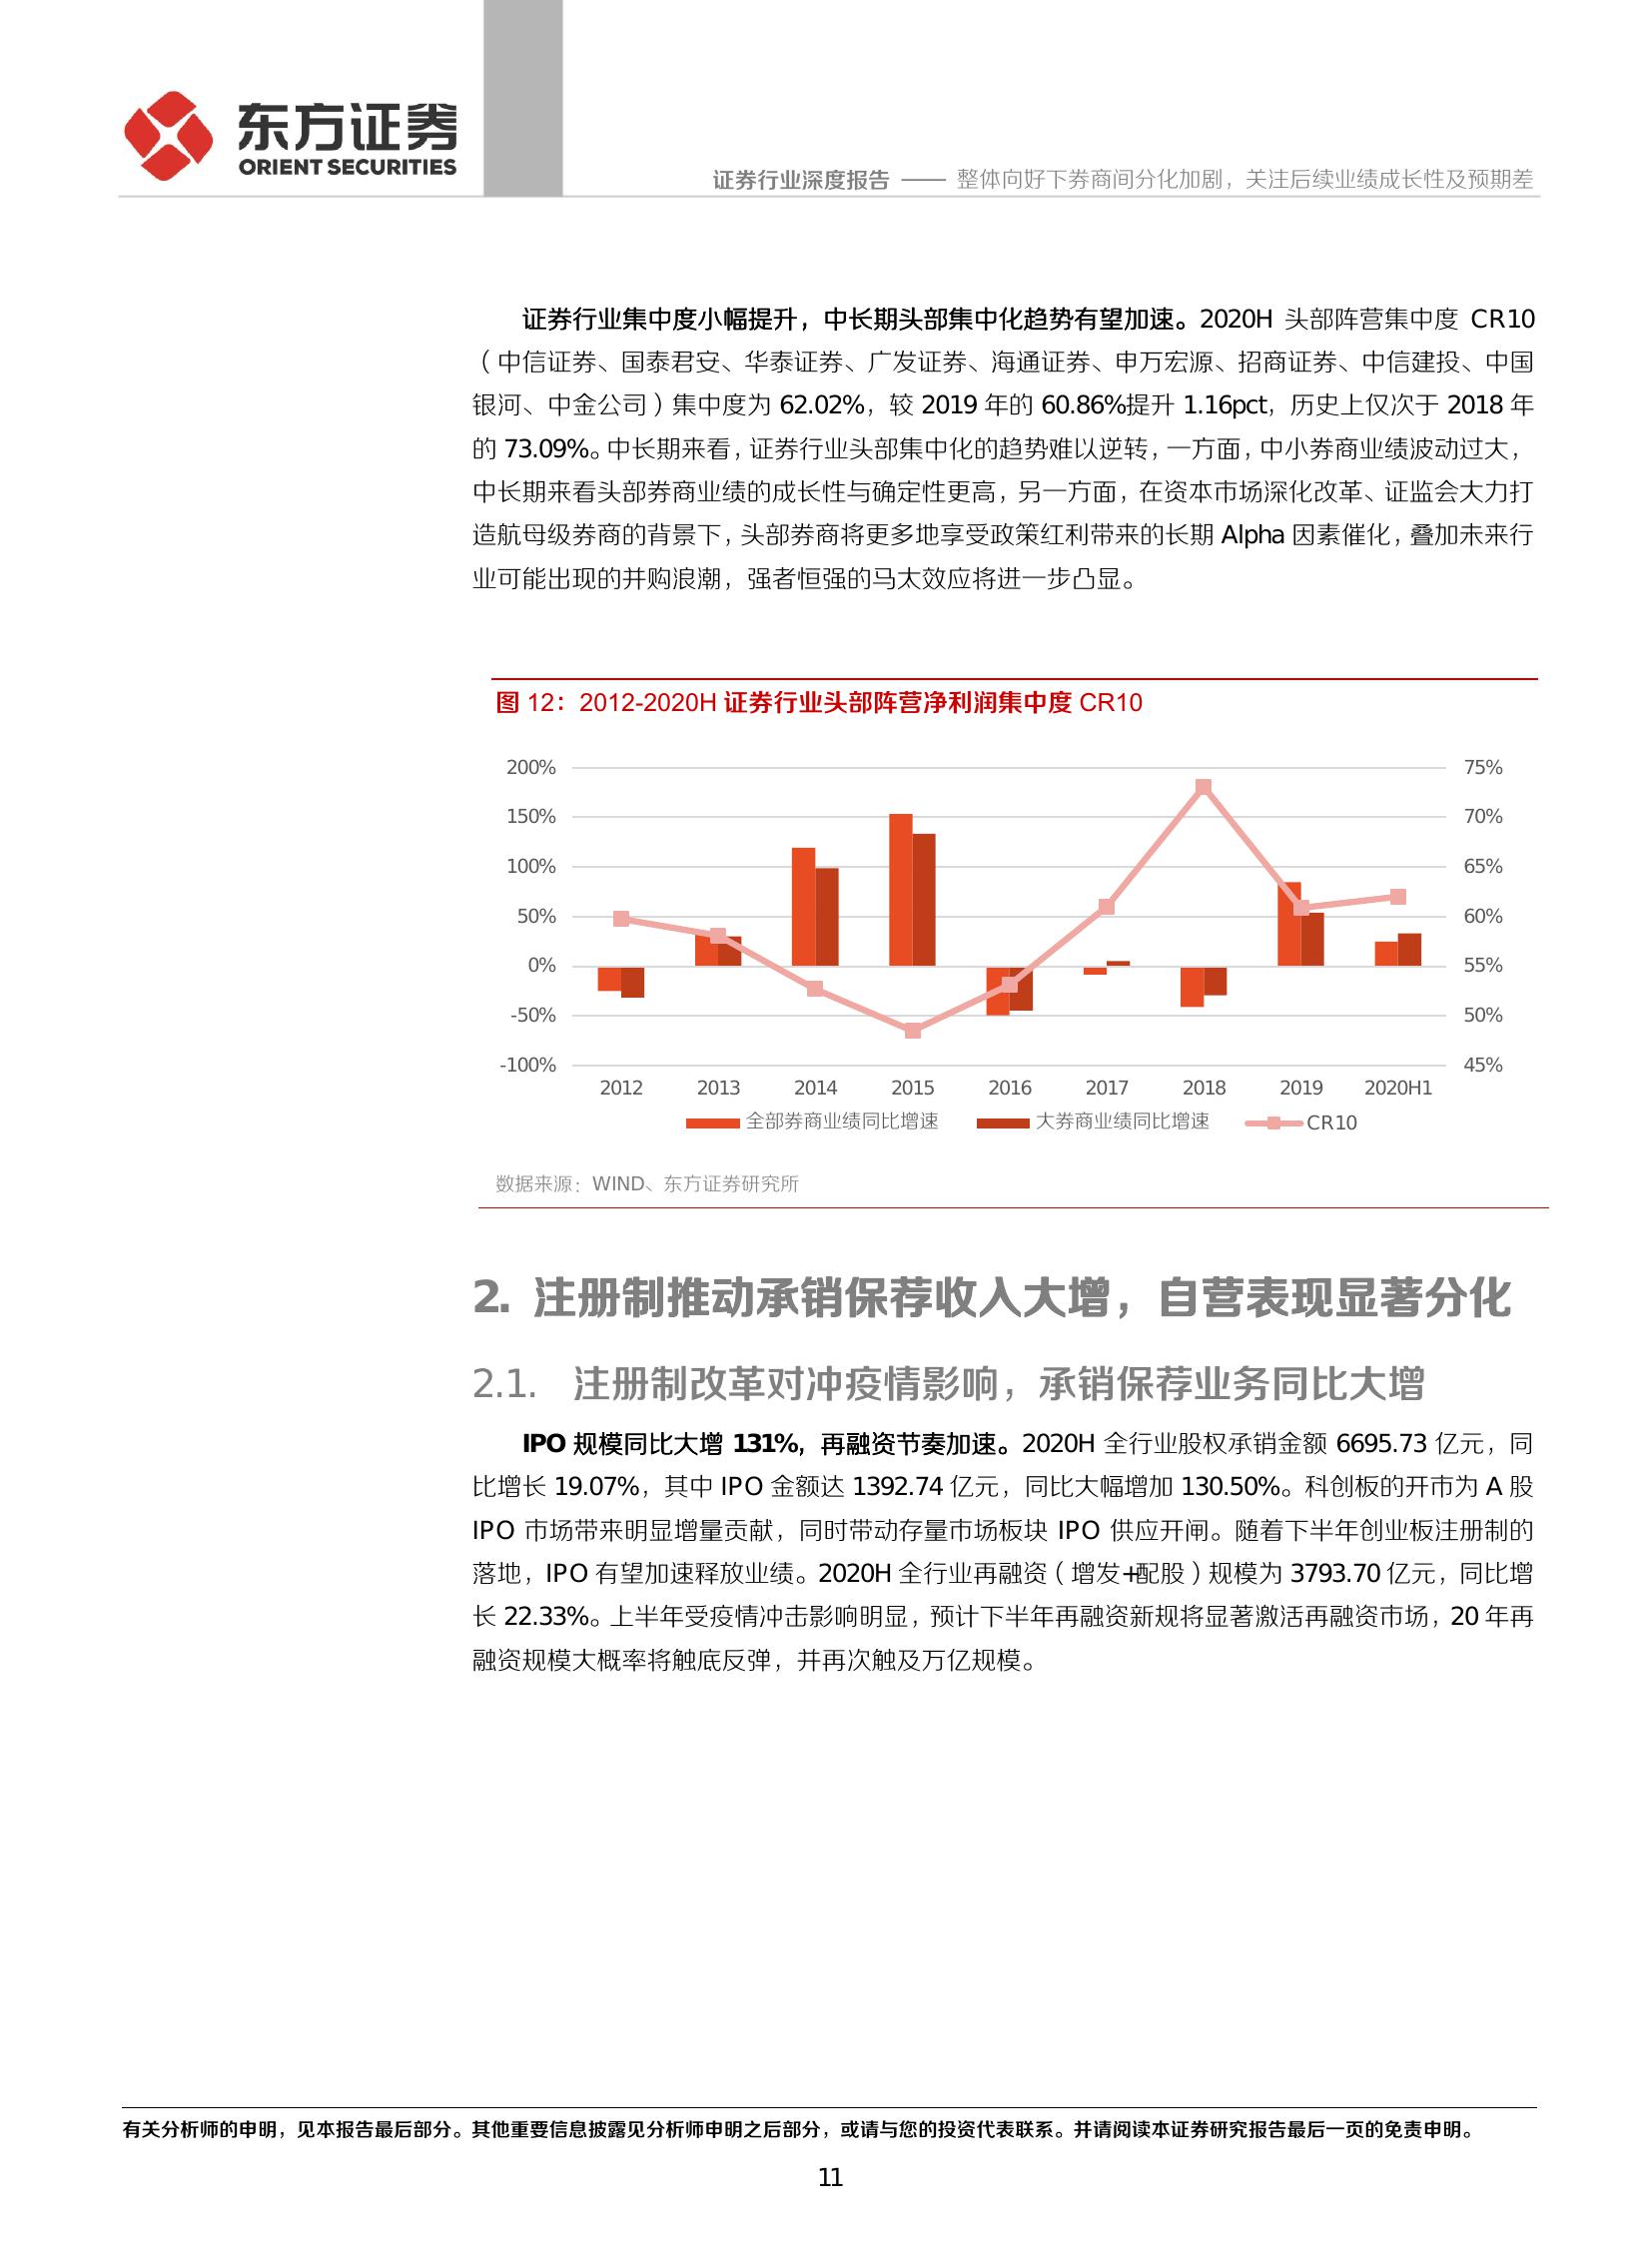 东方证券
ORIENT SECURITIES
证券行业深度报告 —— 整体向好下券商间分化加剧，关注后续业绩成长性及预期差
证券行业集中度小幅提升，中长期头部集中化趋势有望加速。2020H 头部阵营集中度 CR10
（中信证券、国泰君安、华泰证券、广发证券、海通证券、申万宏源、招商证券、中信建投、中国
银河、中金公司）集中度为 62.02%，较 2019 年的 60.86%提升 1.16pct，历史上仅次于 2018 年
的 73.09%。中长期来看，证券行业头部集中化的趋势难以逆转，一方面，中小券商业绩波动过大，
中长期来看头部券商业绩的成长性与确定性更高，另一方面，在资本市场深化改革、证监会大力打
造航母级券商的背景下，头部券商将更多地享受政策红利带来的长期 Alpha 因素催化，叠加未来行
业可能出现的并购浪潮，强者恒强的马太效应将进一步凸显。
图 12：2012-2020H 证券行业头部阵营净利润集中度 CR10
200% 75%
150% 70%
100% 65%
50% 60%
0% 55%
-50% 50%
-100% 45%
2012 2013 2014 2015 2016 2017 2018 2019 2020H1
全部券商业绩同比增速 大券商业绩同比增速 CR10
数据来源：WIND、东方证券研究所
2. 注册制推动承销保荐收入大增，自营表现显著分化
2.1. 注册制改革对冲疫情影响，承销保荐业务同比大增
IPO 规模同比大增 131%，再融资节奏加速。2020H 全行业股权承销金额 6695.73 亿元，同
比增长 19.07%，其中 IPO 金额达 1392.74 亿元，同比大幅增加 130.50%。科创板的开市为 A 股
IPO 市场带来明显增量贡献，同时带动存量市场板块 IPO 供应开闸。随着下半年创业板注册制的
落地，IPO 有望加速释放业绩。2020H 全行业再融资（增发+配股）规模为 3793.70 亿元，同比增
长 22.33%。上半年受疫情冲击影响明显，预计下半年再融资新规将显著激活再融资市场，20 年再
融资规模大概率将触底反弹，并再次触及万亿规模。
有关分析师的申明，见本报告最后部分。其他重要信息披露见分析师申明之后部分，或请与您的投资代表联系。并请阅读本证券研究报告最后一页的免责申明。
11